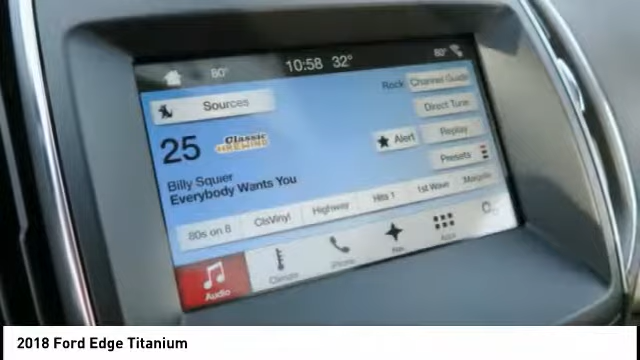 80° 10:58 32° 80°
Sources
Rock Channel Guide
Direct Tune
25 Classic REWIND
Alert Replay
Presets
Billy Squier
Everybody Wants You
80s on 8 ClsVinyl Highway Hits 1 1st Wave Margvlle
Audio Climate Phone Nav Apps
2018 Ford Edge Titanium